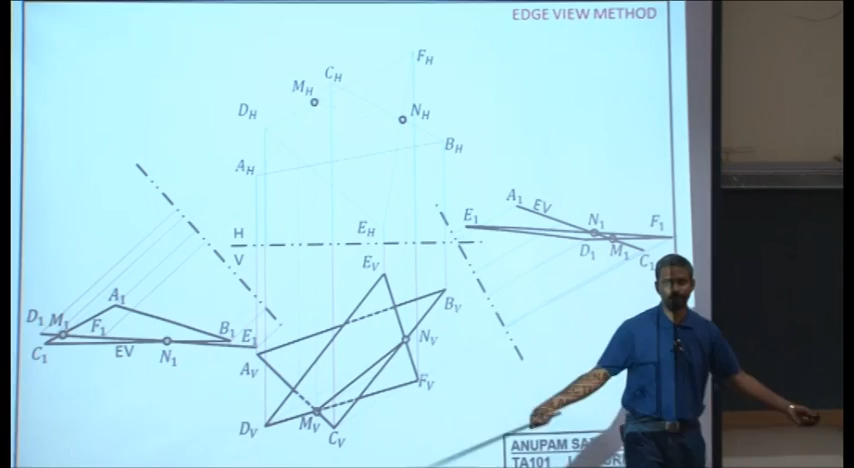 EDGE VIEW METHOD
F_H
C_H
M_H
D_H
N_H
B_H
A_H
A_1 EV
E_1 N_1 F_1
D_1 M_1 C_1
H
E_H
V
E_V
B_V
A_1
D_1 M_1 F_1 B_1 E_1
C_1 EV N_1
N_V
A_V
F_V
D_V M_V C_V
ANUPAM
TA101